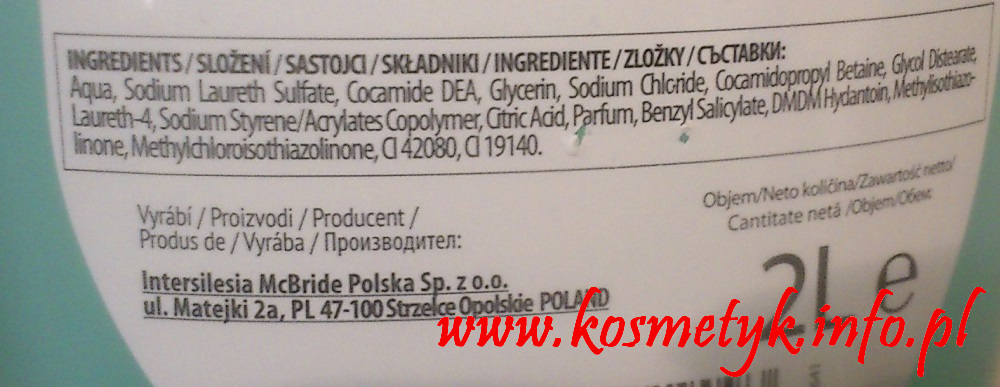 INGREDIENTS / SLOŽENÍ / SASTOJCI / SKŁADNIKI / INGREDIENTE / ZLOŽKY / СЪСТАВКИ:
Aqua, Sodium Laureth Sulfate, Cocamide DEA, Glycerin, Sodium Chloride, Cocamidopropyl Betaine, Glycol Distearate,
Laureth-4, Sodium Styrene/Acrylates Copolymer, Citric Acid, Parfum, Benzyl Salicylate, DMDM Hydantoin, Methylisothiazo-
linone, Methylchloroisothiazolinone, CI 42080, CI 19140.
Vyrábí / Proizvodi / Producent /
Produs de / Vyrába / Производител:
Intersilesia McBride Polska Sp. z o.o.
ul. Matejki 2a, PL 47-100 Strzelce Opolskie POLAND
Objem/Neto količina/Zawartość netto/
Cantitate netă /Objem/Обем:
2L e
www.kosmetyk.info.pl